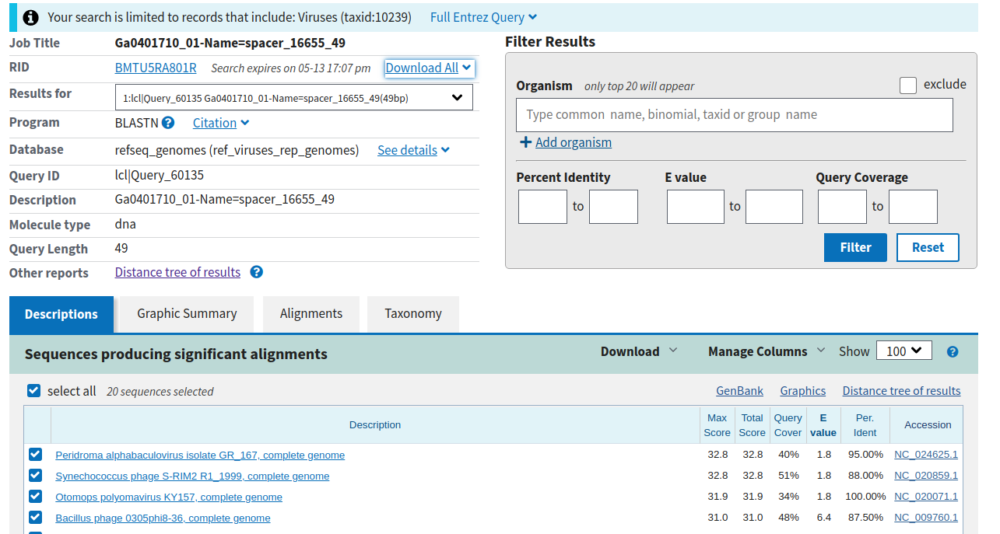 Your search is limited to records that include: Viruses (taxid:10239) Full Entrez Query
Job Title Ga0401710_01-Name=spacer_16655_49
RID BMTU5RA801R Search expires on 05-13 17:07 pm Download All
Results for 1:lcl|Query_60135 Ga0401710_01-Name=spacer_16655_49(49bp)
Program BLASTN ? Citation
Database refseq_genomes (ref_viruses_rep_genomes) See details
Query ID lcl|Query_60135
Description Ga0401710_01-Name=spacer_16655_49
Molecule type dna
Query Length 49
Other reports Distance tree of results ?
Filter Results
Organism only top 20 will appear exclude
Type common name, binomial, taxid or group name
+ Add organism
Percent Identity E value Query Coverage
to to to
Filter Reset
Descriptions Graphic Summary Alignments Taxonomy
Sequences producing significant alignments Download Manage Columns Show 100 ?
select all 20 sequences selected GenBank Graphics Distance tree of results
Description Max Score Total Score Query Cover E value Per. Ident Accession
Peridroma alphabaculovirus isolate GR_167, complete genome 32.8 32.8 40% 1.8 95.00% NC_024625.1
Synechococcus phage S-RIM2 R1_1999, complete genome 32.8 32.8 51% 1.8 88.00% NC_020859.1
Otomops polyomavirus KY157, complete genome 31.9 31.9 34% 1.8 100.00% NC_020071.1
Bacillus phage 0305phi8-36, complete genome 31.0 31.0 48% 6.4 87.50% NC_009760.1